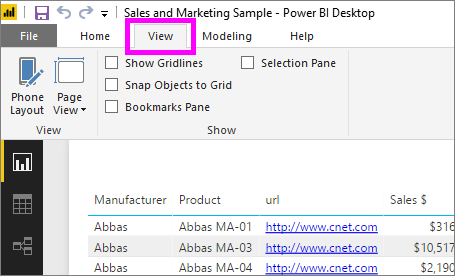 Sales and Marketing Sample - Power BI Desktop
File Home View Modeling Help
Show Gridlines Selection Pane
Snap Objects to Grid
Bookmarks Pane
Phone Layout Page View
View Show
Manufacturer Product url Sales $
Abbas Abbas MA-01 http://www.cnet.com $316
Abbas Abbas MA-03 http://www.cnet.com $10,517
Abbas Abbas MA-04 http://www.cnet.com $2,190